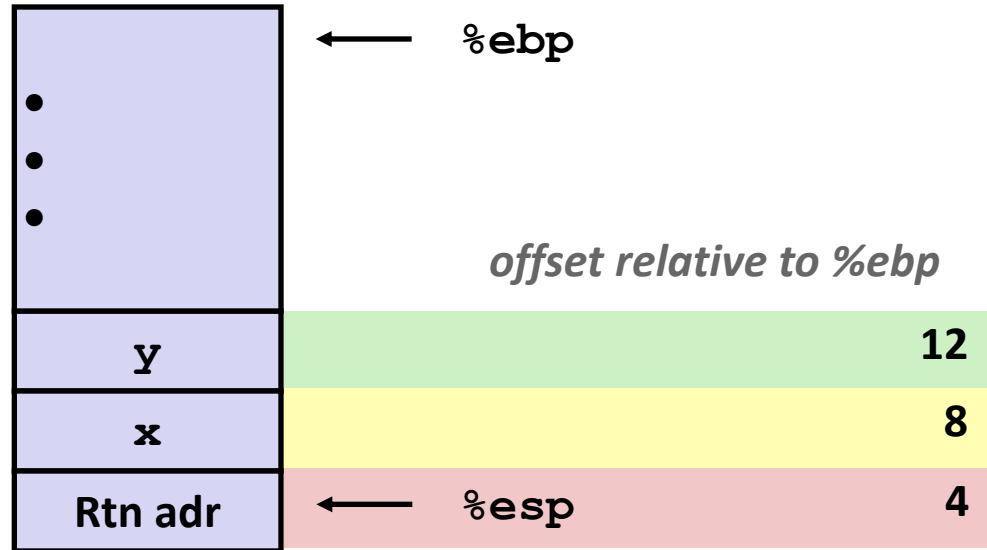 %ebp
offset relative to %ebp
y 12
x 8
Rtn adr %esp 4